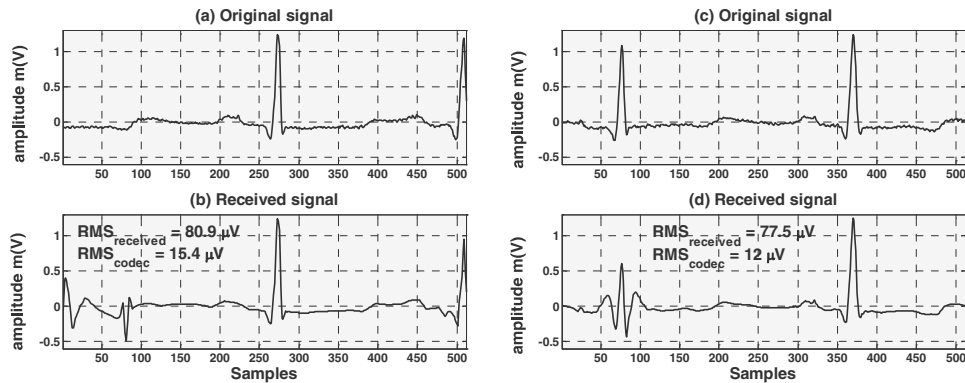 (a) Original signal
amplitude m(V)
1
0.5
0
-0.5
50 100 150 200 250 300 350 400 450 500
(c) Original signal
amplitude m(V)
1
0.5
0
-0.5
50 100 150 200 250 300 350 400 450 500
(b) Received signal
amplitude m(V)
RMSreceived = 80.9 µV
RMScodec = 15.4 µV
1
0.5
0
-0.5
50 100 150 200 250 300 350 400 450 500
Samples
(d) Received signal
amplitude m(V)
RMSreceived = 77.5 µV
RMScodec = 12 µV
1
0.5
0
-0.5
50 100 150 200 250 300 350 400 450 500
Samples